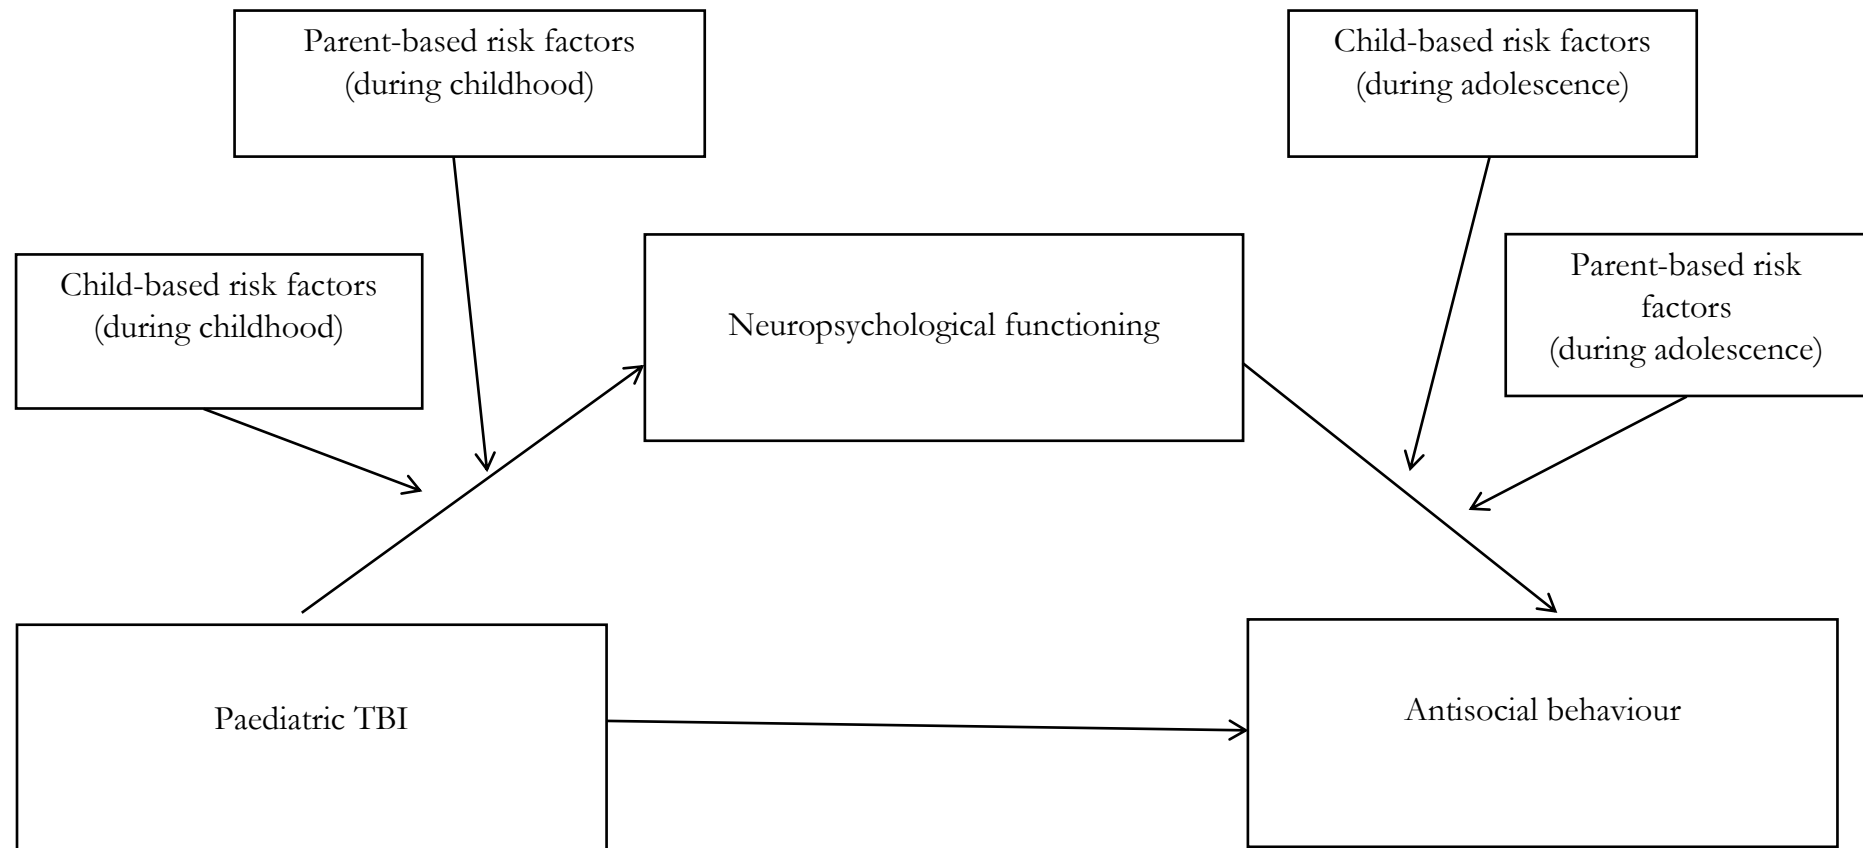 Parent-based risk factors
(during childhood)
Child-based risk factors
(during adolescence)
Child-based risk factors
(during childhood)
Neuropsychological functioning
Parent-based risk
factors
(during adolescence)
Paediatric TBI
Antisocial behaviour